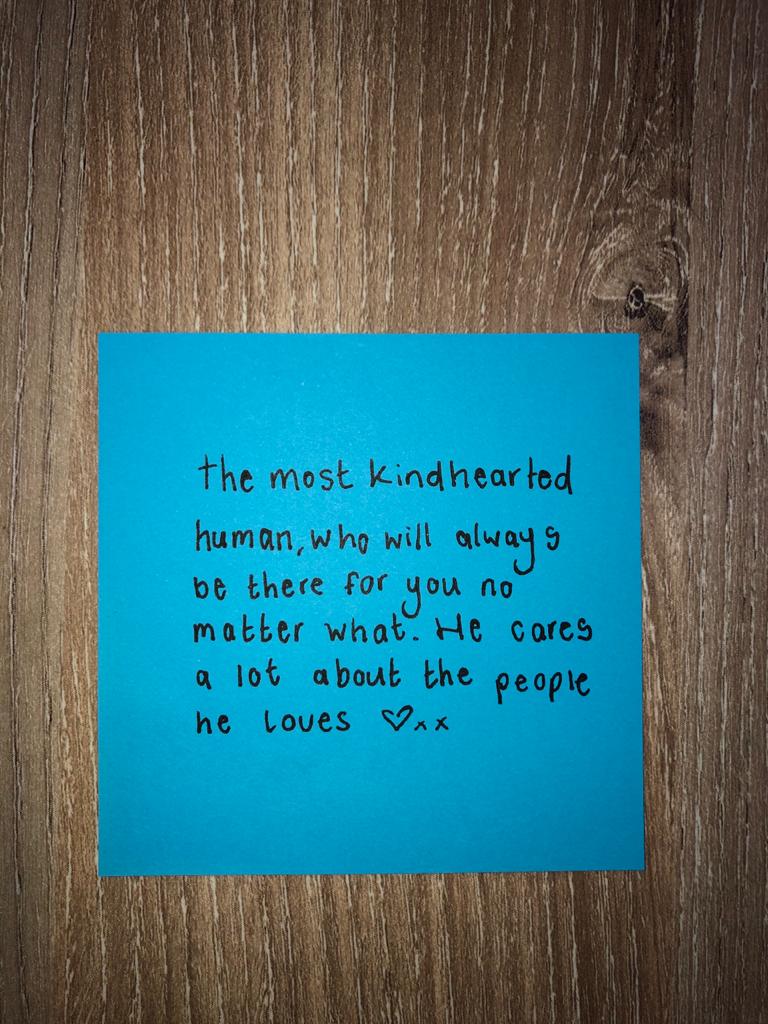 the most kindhearted
human, who will always
be there for you no
matter what. He cares
a lot about the people
he loves ♡xx